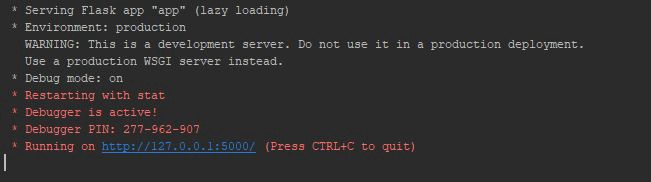 * Serving Flask app "app" (lazy loading)
* Environment: production
WARNING: This is a development server. Do not use it in a production deployment.
Use a production WSGI server instead.
* Debug mode: on
* Restarting with stat
* Debugger is active!
* Debugger PIN: 277-962-907
* Running on http://127.0.0.1:5000/ (Press CTRL+C to quit)